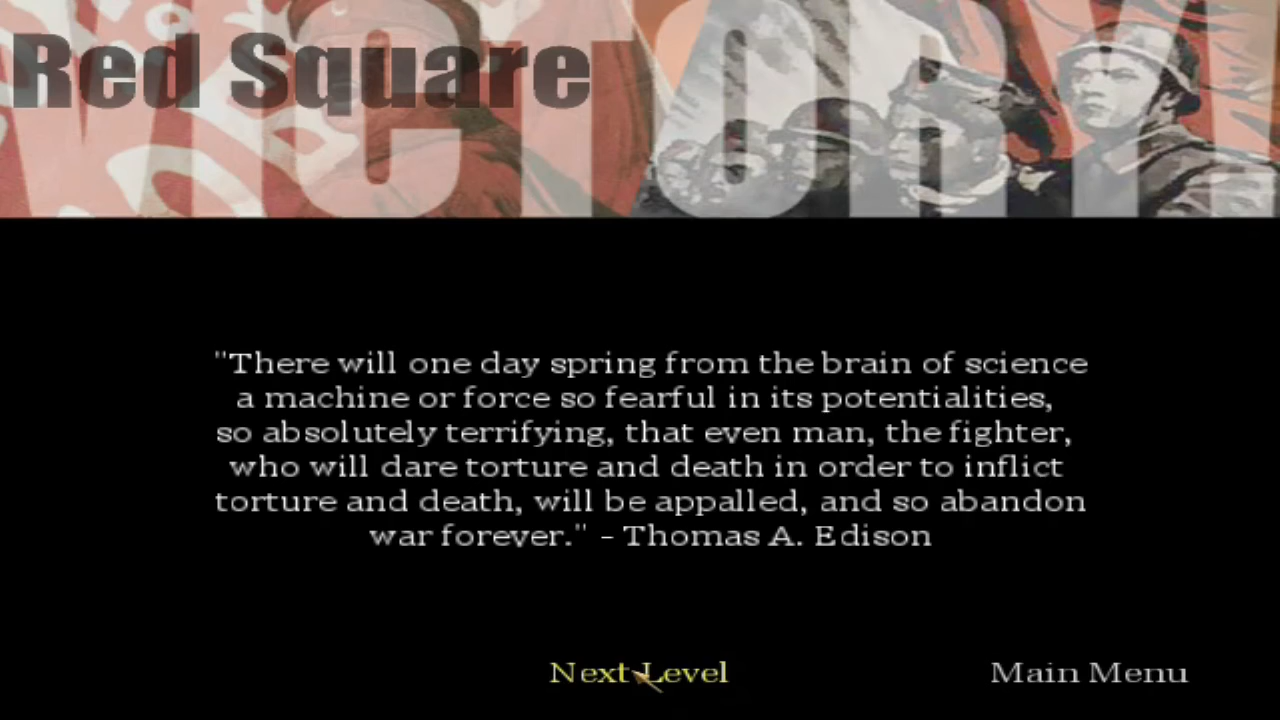 VICTORY!
Red Square
"There will one day spring from the brain of science
a machine or force so fearful in its potentialities,
so absolutely terrifying, that even man, the fighter,
who will dare torture and death in order to inflict
torture and death, will be appalled, and so abandon
war forever." - Thomas A. Edison
Next Level
Main Menu